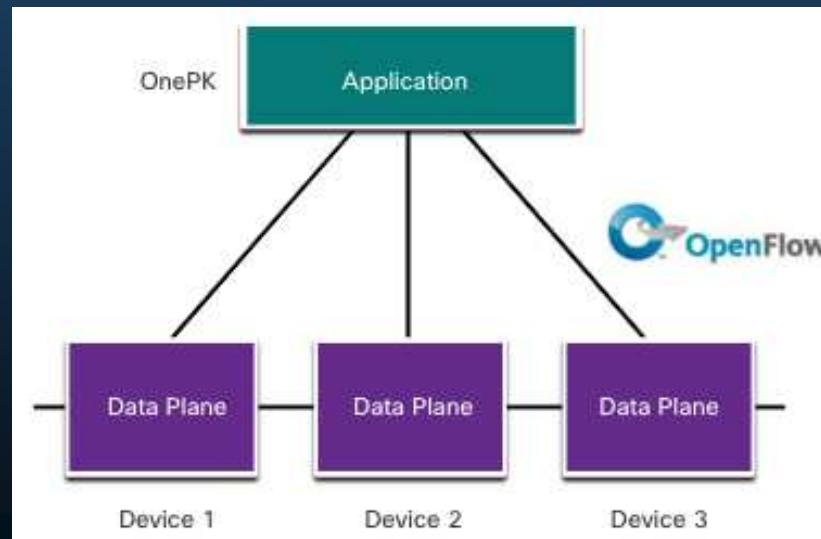 OnePK
Application
OpenFlow
Data Plane
Data Plane
Data Plane
Device 1
Device 2
Device 3